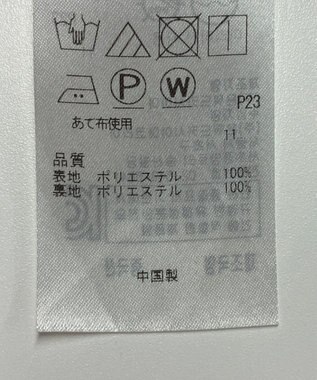 P W
P23
あて布使用
11
品質
表地 ポリエステル 100%
裏地 ポリエステル 100%
中国製